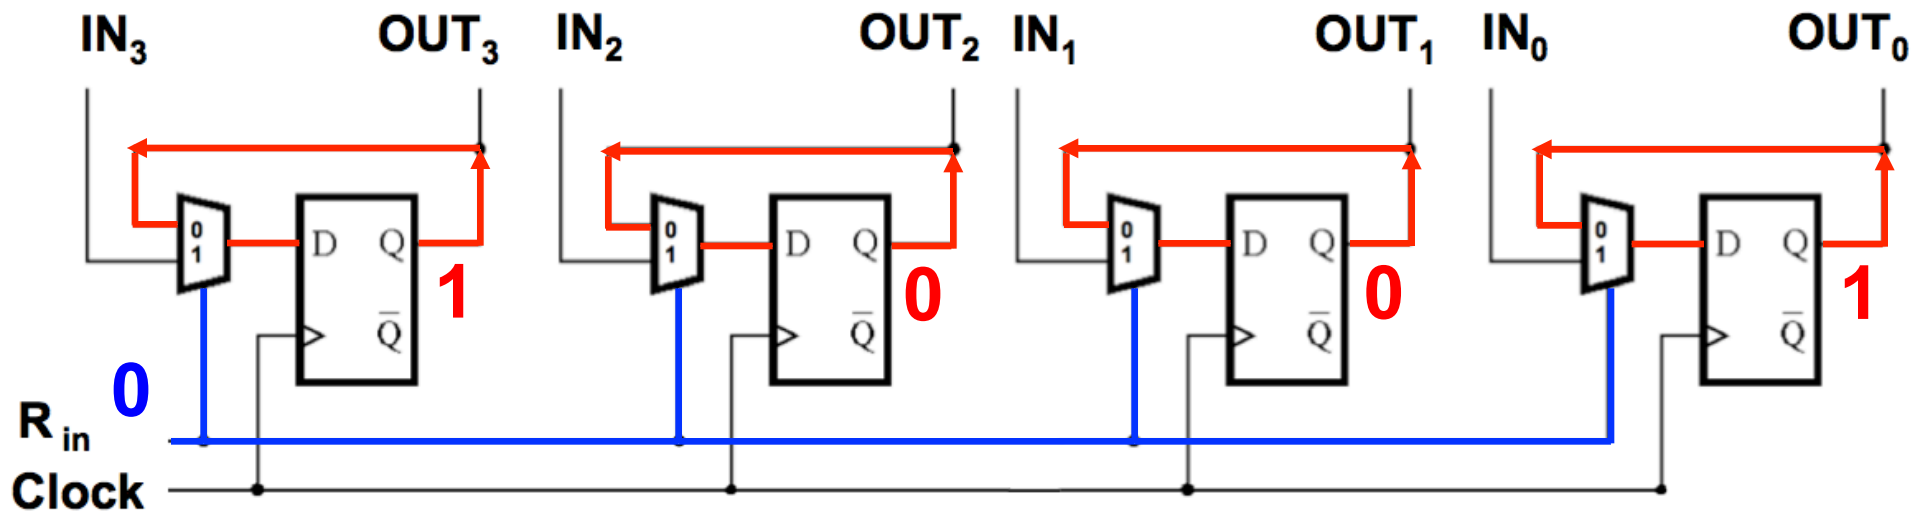 IN3 OUT3 IN2 OUT2 IN1 OUT1 IN0 OUT0
0 0 0 0
1 D Q 1 D Q 1 D Q 1 D Q
1 0 0 1
Q̅ Q̅ Q̅ Q̅
0
R in
Clock